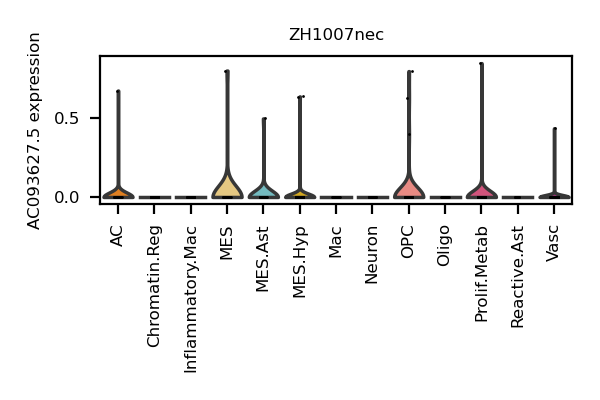 ZH1007nec
AC093627.5 expression
0.5
0.0
AC
Chromatin.Reg
Inflammatory.Mac
MES
MES.Ast
MES.Hyp
Mac
Neuron
OPC
Oligo
Prolif.Metab
Reactive.Ast
Vasc